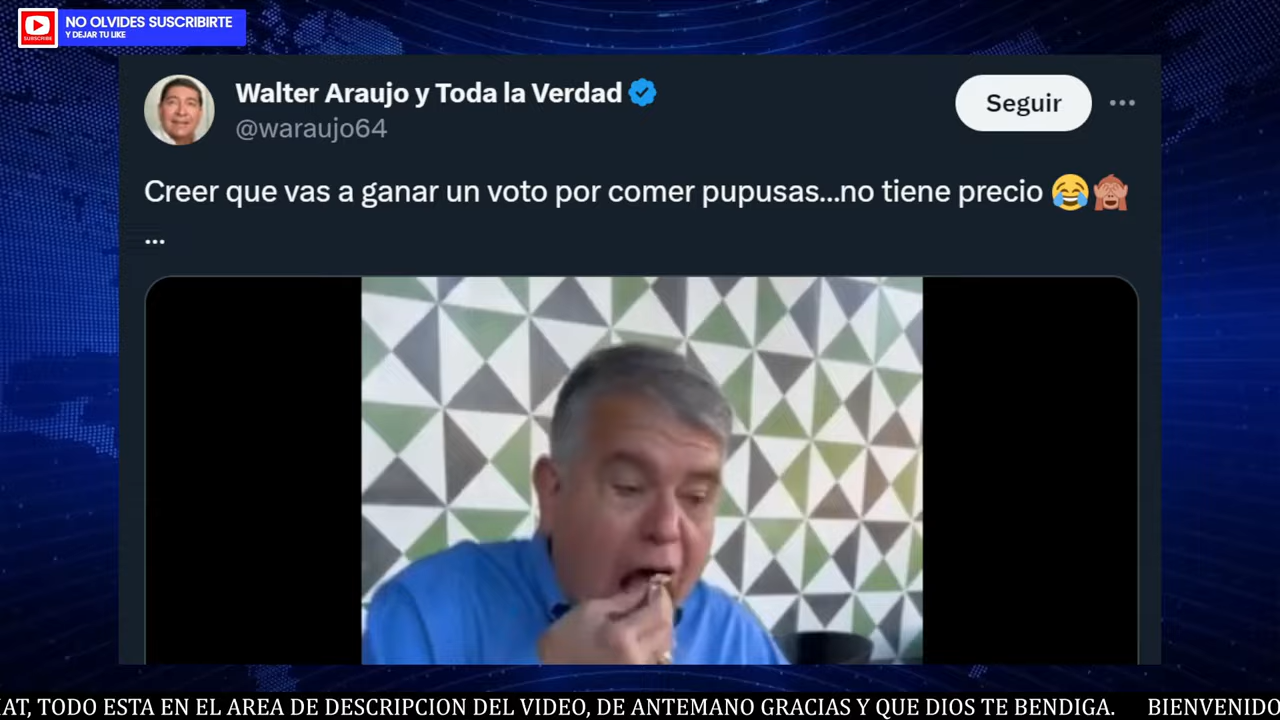 NO OLVIDES SUSCRIBIRTE
Y DEJAR TU LIKE
SUBSCRIBE
Walter Araujo y Toda la Verdad
@waraujo64
Seguir
Creer que vas a ganar un voto por comer pupusas...no tiene precio 😂🙈
...
AT, TODO ESTA EN EL AREA DE DESCRIPCION DEL VIDEO, DE ANTEMANO GRACIAS Y QUE DIOS TE BENDIGA. BIENVENIDO